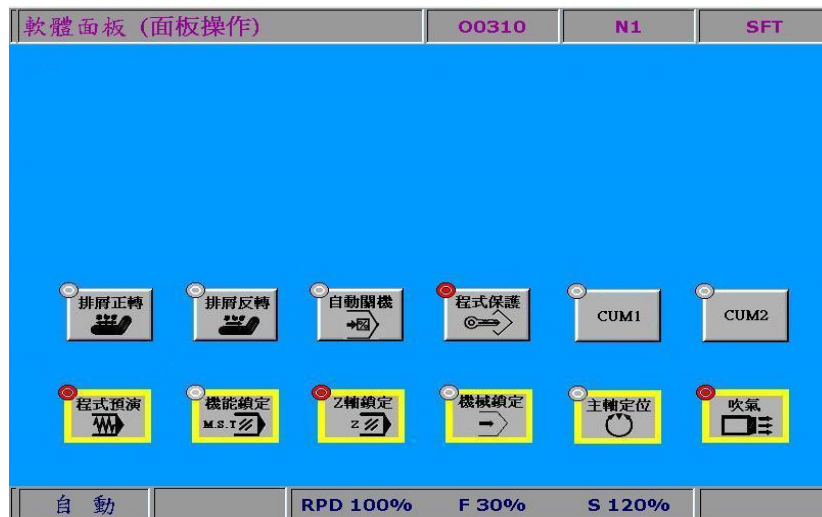 軟體面板 (面板操作) O0310 N1 SFT
排屑正轉 排屑反轉 自動關機 程式保護 CUM1 CUM2
程式預演 機能鎖定 Z軸鎖定 機械鎖定 主軸定位 吹氣
M.S.T Z
自 動 RPD 100% F 30% S 120%